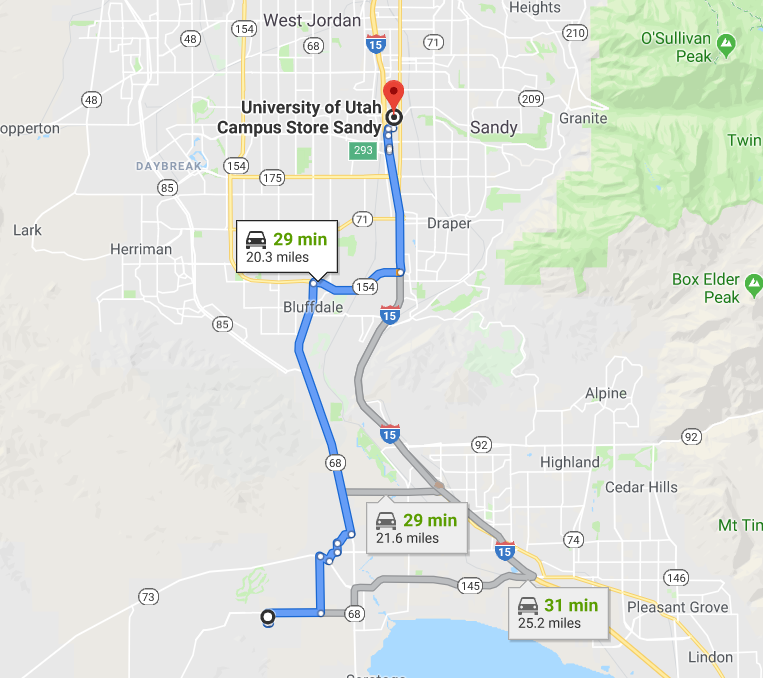 Heights
West Jordan
154
210
48
68
15
71
O'Sullivan
Peak
48
209
University of Utah
Campus Store Sandy
Granite
opperton
Sandy
293
Twin
DAYBREAK
154
175
85
71
Draper
Lark
29 min
20.3 miles
Herriman
154
Box Elder
Peak
Bluffdale
15
85
Alpine
15
92
92
68
Highland
Cedar Hills
29 min
21.6 miles
Mt Tim
74
15
73
145
146
31 min
25.2 miles
68
Pleasant Grove
Lindon